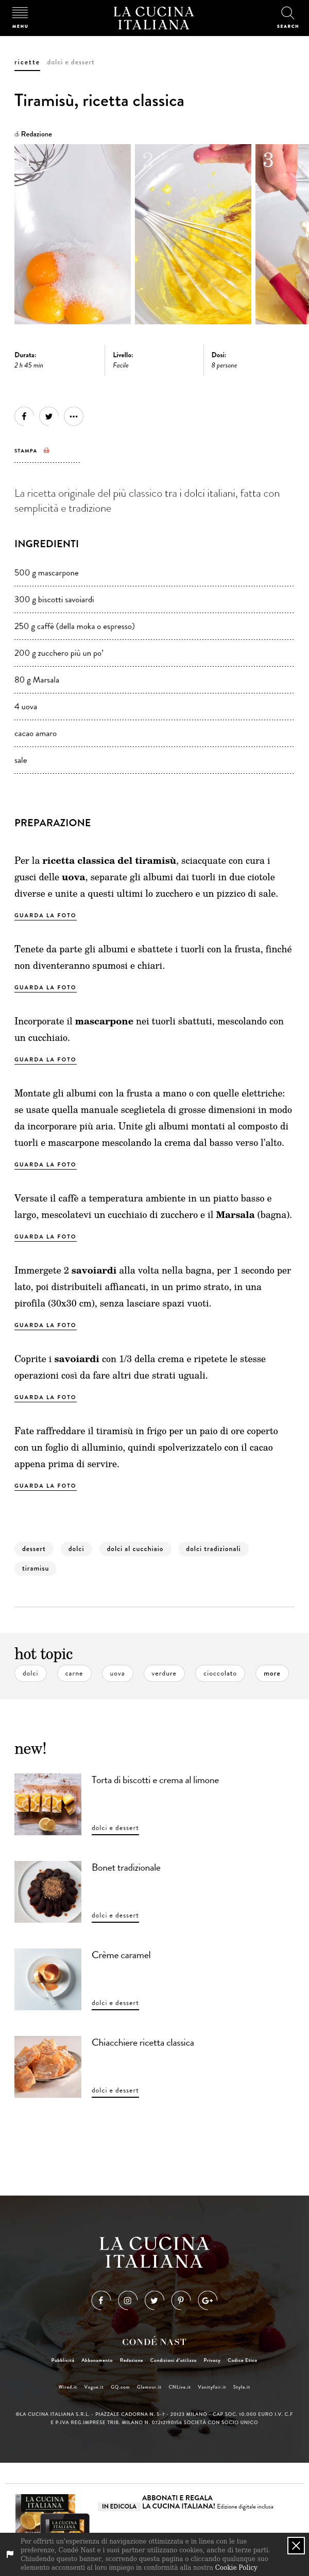 MENU
LA CUCINA
ITALIANA
SEARCH
ricette dolci e dessert
Tiramisù, ricetta classica
di Redazione
2
3
Durata:
2 h 45 min
Livello:
Facile
Dosi:
8 persone
STAMPA
La ricetta originale del più classico tra i dolci italiani, fatta con
semplicità e tradizione
INGREDIENTI
500 g mascarpone
300 g biscotti savoiardi
250 g caffè (della moka o espresso)
200 g zucchero più un po'
80 g Marsala
4 uova
cacao amaro
sale
PREPARAZIONE
Per la ricetta classica del tiramisù, sciacquate con cura i
gusci delle uova, separate gli albumi dai tuorli in due ciotole
diverse e unite a questi ultimi lo zucchero e un pizzico di sale.
GUARDA LA FOTO
Tenete da parte gli albumi e sbattete i tuorli con la frusta, finché
non diventeranno spumosi e chiari.
GUARDA LA FOTO
Incorporate il mascarpone nei tuorli sbattuti, mescolando con
un cucchiaio.
GUARDA LA FOTO
Montate gli albumi con la frusta a mano o con quelle elettriche:
se usate quella manuale sceglietela di grosse dimensioni in modo
da incorporare più aria. Unite gli albumi montati al composto di
tuorli e mascarpone mescolando la crema dal basso verso l'alto.
GUARDA LA FOTO
Versate il caffè a temperatura ambiente in un piatto basso e
largo, mescolatevi un cucchiaio di zucchero e il Marsala (bagna).
GUARDA LA FOTO
Immergete 2 savoiardi alla volta nella bagna, per 1 secondo per
lato, poi distribuiteli affiancati, in un primo strato, in una
pirofila (30x30 cm), senza lasciare spazi vuoti.
GUARDA LA FOTO
Coprite i savoiardi con 1/3 della crema e ripetete le stesse
operazioni così da fare altri due strati uguali.
GUARDA LA FOTO
Fate raffreddare il tiramisù in frigo per un paio di ore coperto
con un foglio di alluminio, quindi spolverizzatelo con il cacao
appena prima di servire.
GUARDA LA FOTO
dessert dolci dolci al cucchiaio dolci tradizionali
tiramisu
hot topic
dolci carne uova verdure cioccolato more
new!
Torta di biscotti e crema al limone
dolci e dessert
Bonet tradizionale
dolci e dessert
Crème caramel
dolci e dessert
Chiacchiere ricetta classica
dolci e dessert
LA CUCINA
ITALIANA
CONDÉ NAST
Pubblicità Abbonamento Redazione Condizioni d'utilizzo Privacy Codice Etico
Wired.it Vogue.it GQ.com Glamour.it CNLive.it VanityFair.it Style.it
®LA CUCINA ITALIANA S.R.L. - PIAZZALE CADORNA N. 5 - 20123 MILANO - CAP.SOC. 10.000 EURO I.V. C.F
E P.IVA REG.IMPRESE TRIB. MILANO N. SOCIETÀ CON SOCIO UNICO
LA CUCINA
ITALIANA
IN EDICOLA
ABBONATI E REGALA
LA CUCINA ITALIANA! Edizione digitale inclusa
Per offrirti un'esperienza di navigazione ottimizzata e in linea con le tue
preferenze, Condé Nast e i suoi partner utilizzano cookies, anche di terze parti.
Chiudendo questo banner, scorrendo questa pagina o cliccando qualunque suo
elemento acconsenti al loro impiego in conformità alla nostra Cookie Policy